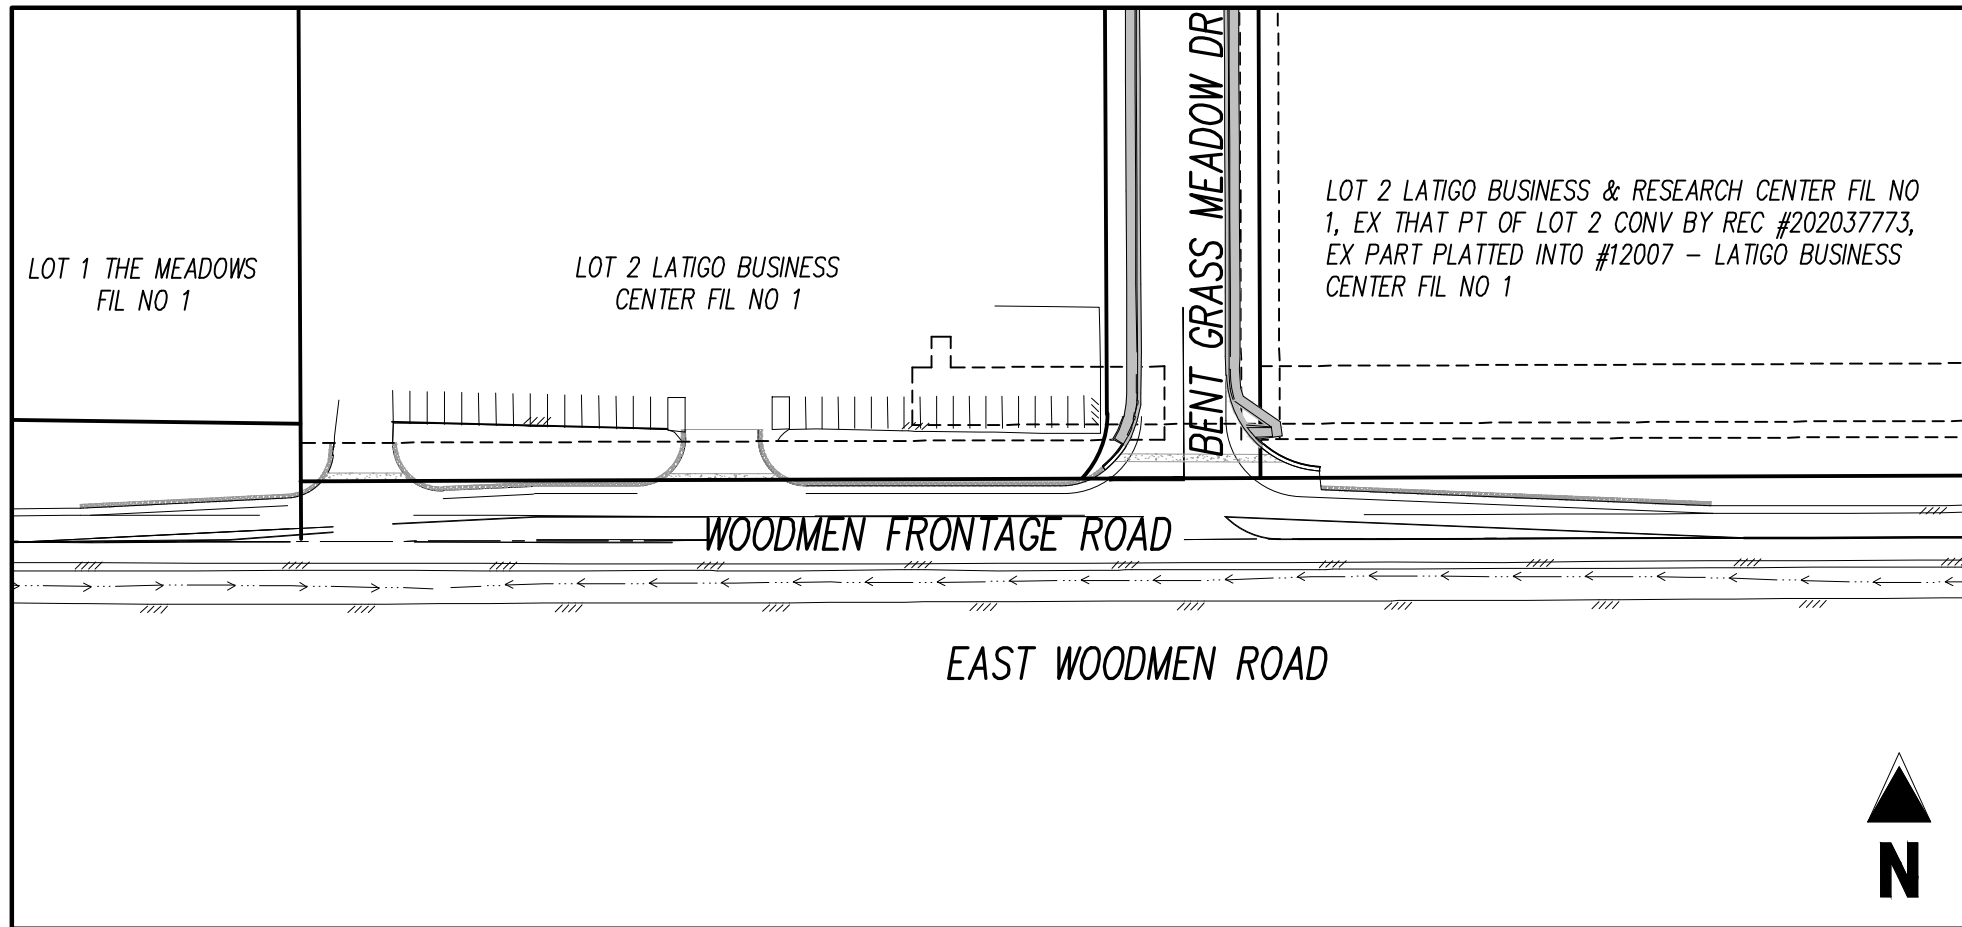 BENT GRASS MEADOW DR
LOT 2 LATIGO BUSINESS & RESEARCH CENTER FIL NO
1, EX THAT PT OF LOT 2 CONV BY REC #202037773,
EX PART PLATTED INTO #12007 – LATIGO BUSINESS
CENTER FIL NO 1
LOT 1 THE MEADOWS
FIL NO 1
LOT 2 LATIGO BUSINESS
CENTER FIL NO 1
WOODMEN FRONTAGE ROAD
EAST WOODMEN ROAD
N